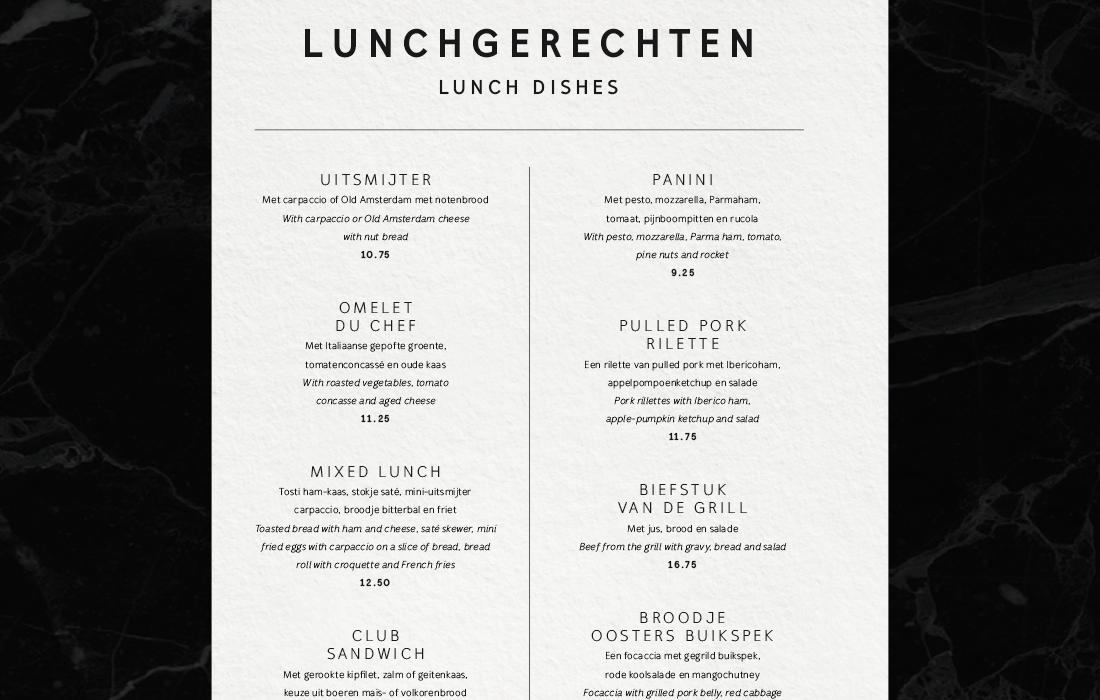 LUNCHGERECHTEN
LUNCH DISHES
UITSMIJTER
Met carpaccio of Old Amsterdam met notenbrood
With carpaccio or Old Amsterdam cheese
with nut bread
10.75
OMELET
DU CHEF
Met Italiaanse gepofte groente,
tomatenconcassé en oude kaas
With roasted vegetables, tomato
concasse and aged cheese
11.25
MIXED LUNCH
Tosti ham-kaas, stokje saté, mini-uitsmijter
carpaccio, broodje bitterbal en friet
Toasted bread with ham and cheese, saté skewer, mini
fried eggs with carpaccio on a slice of bread, bread
roll with croquette and French fries
12.50
CLUB
SANDWICH
Met gerookte kipfilet, zalm of geitenkaas,
keuze uit boeren mais- of volkorenbrood
PANINI
Met pesto, mozzarella, Parmaham,
tomaat, pijnboompitten en rucola
With pesto, mozzarella, Parma ham, tomato,
pine nuts and rocket
9.25
PULLED PORK
RILETTE
Een rilette van pulled pork met Ibericoham,
appelpompoenketchup en salade
Pork rillettes with Iberico ham,
apple-pumpkin ketchup and salad
11.75
BIEFSTUK
VAN DE GRILL
Met jus, brood en salade
Beef from the grill with gravy, bread and salad
16.75
BROODJE
OOSTERS BUIKSPEK
Een focaccia met gegrild buikspek,
rode koolsalade en mangochutney
Focaccia with grilled pork belly, red cabbage